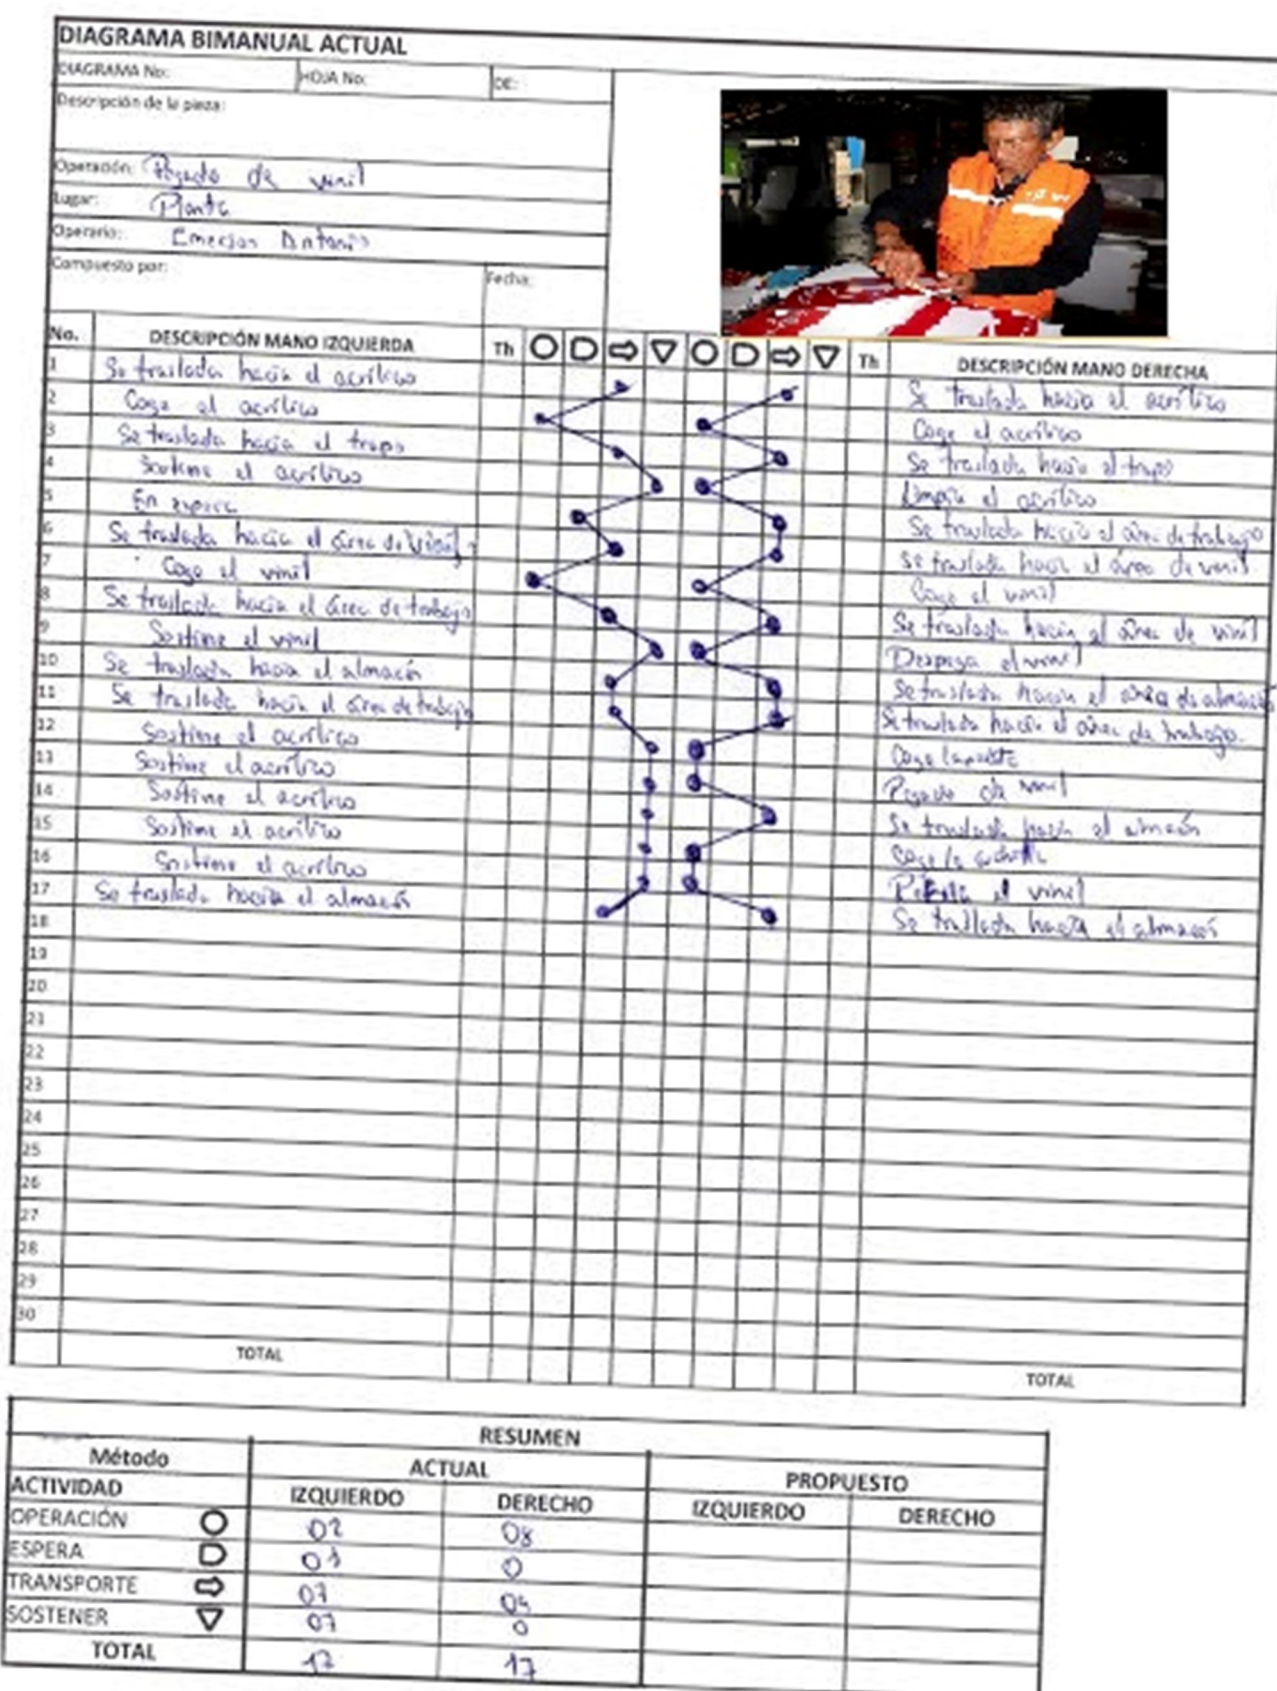 DIAGRAMA BIMANUAL ACTUAL
DIAGRAMA No: HOJA No: DE:
Descripción de la pieza:
Operación: Pegado de vinil
Lugar: Planta
Operario: Emerson Antonio
Compuesto por: Fecha:
No. DESCRIPCIÓN MANO IZQUIERDA Th Th DESCRIPCIÓN MANO DERECHA
1 Se traslada hacia el acrílico Se traslada hacia el acrílico
2 Coge el acrílico Coge el acrílico
3 Se traslada hacia el trapo Se traslada hacia el trapo
4 Sostiene el acrílico Limpia el acrílico
5 En espera Se traslada hacia el área de trabajo
6 Se traslada hacia el área de vinil Se traslada hacia el área de vinil
7 Coge el vinil Coge el vinil
8 Se traslada hacia el área de trabajo Se traslada hacia el área de vinil
9 Sostiene el vinil Despega el vinil
10 Se traslada hacia el almacén Se traslada hacia el área de almacén
11 Se traslada hacia el área de trabajo Se traslada hacia el área de trabajo.
12 Sostiene el acrílico Coge
13 Sostiene el acrílico Pegado de vinil
14 Sostiene el acrílico Se traslada hacia el almacén
15 Sostiene el acrílico Coge la
16 Sostiene el acrílico el vinil
17 Se traslada hacia el almacén Se traslada hacia el almacén
18
19
20
21
22
23
24
25
26
27
28
29
30
TOTAL TOTAL
RESUMEN
Método ACTUAL PROPUESTO
ACTIVIDAD IZQUIERDO DERECHO IZQUIERDO DERECHO
OPERACIÓN 02 08
ESPERA 01 0
TRANSPORTE 07
SOSTENER 07 0
TOTAL 17 17